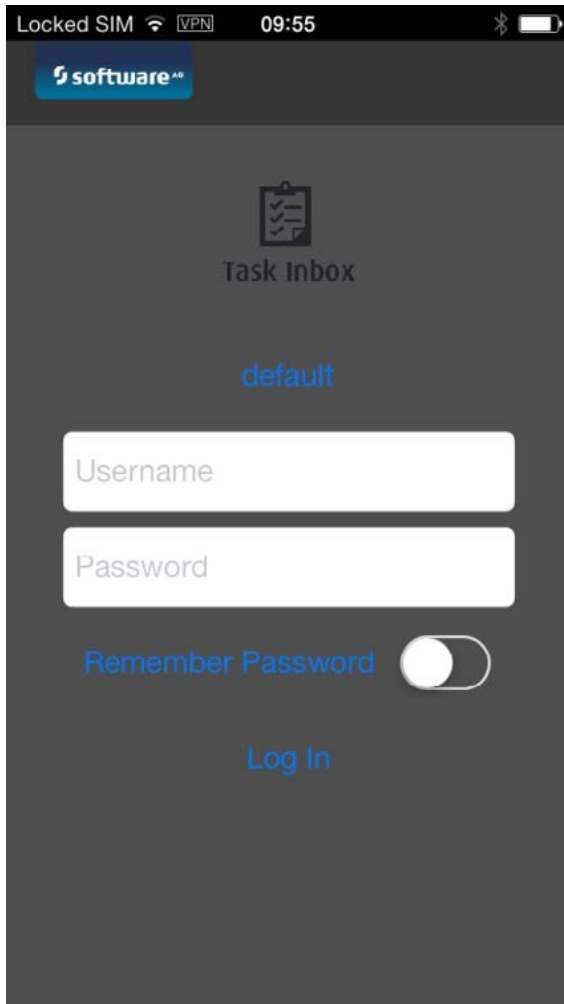 Locked SIM VPN 09:55
software AG
Task Inbox
default
Username
Password
Remember Password
Log In